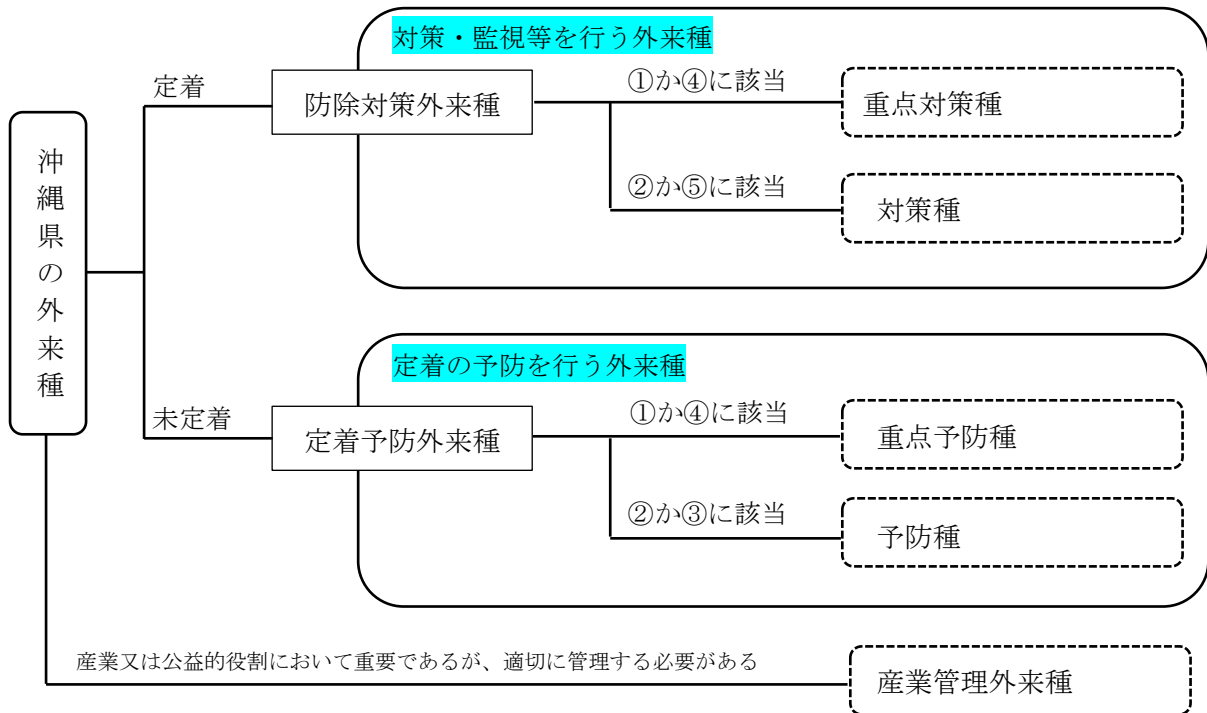 沖縄県の外来種
対策・監視等を行う外来種
定着
防除対策外来種
①か④に該当
重点対策種
②か⑤に該当
対策種
定着の予防を行う外来種
未定着
定着予防外来種
①か④に該当
重点予防種
②か③に該当
予防種
産業又は公益的役割において重要であるが、適切に管理する必要がある
産業管理外来種